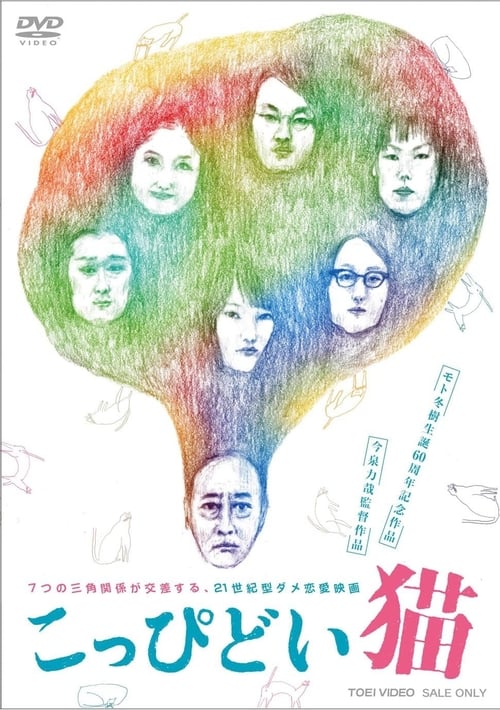 DVD
VIDEO
モト冬樹生誕60周年記念作品
今泉力哉監督作品
7つの三角関係が交差する、21世紀型ダメ恋愛映画
こっぴどい猫
TOEI VIDEO SALE ONLY